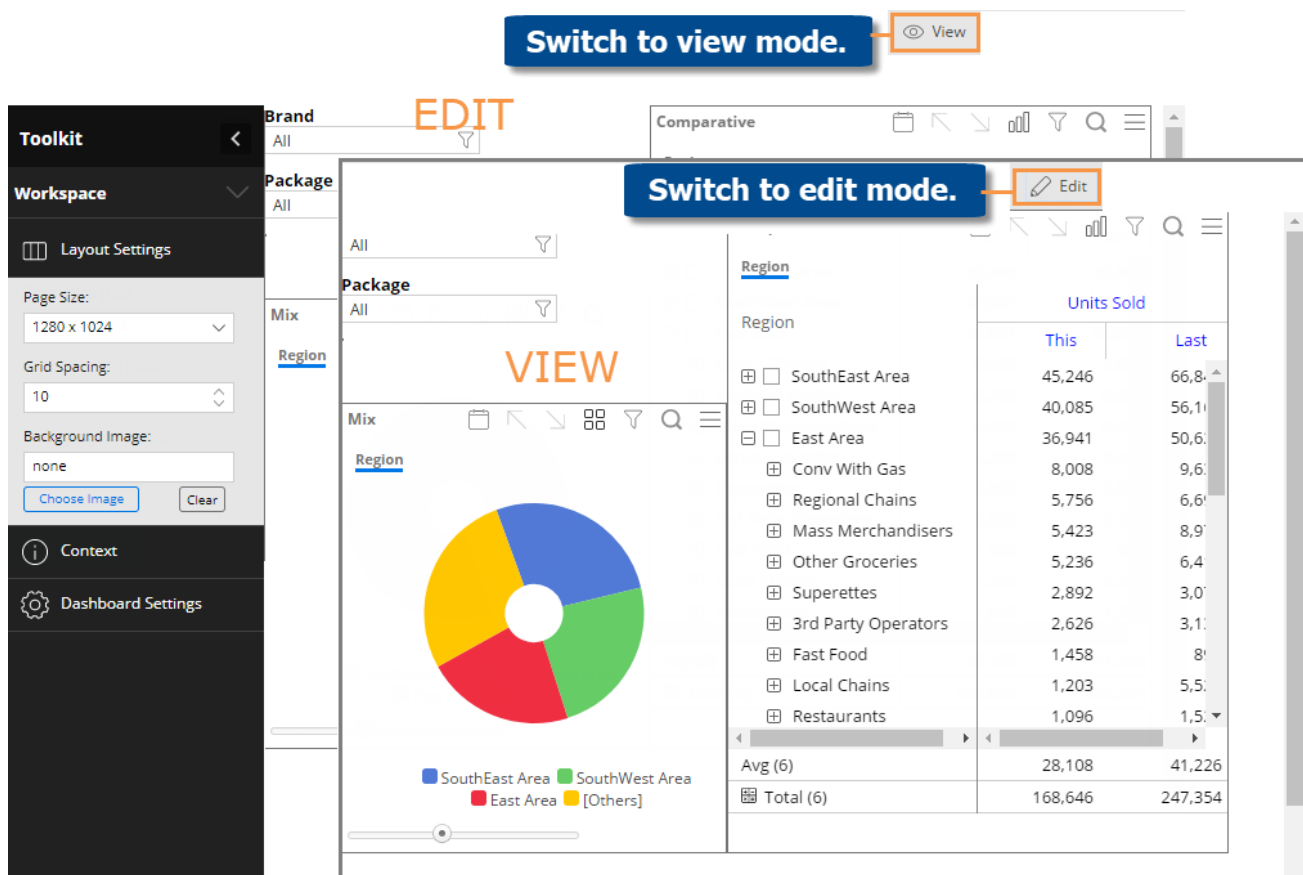 Switch to view mode.
View
EDIT
Toolkit
Workspace
Layout Settings
Page Size:
1280 x 1024
Grid Spacing:
10
Background Image:
none
Choose Image
Clear
Context
Dashboard Settings
Brand
All
Package
All
Mix
Region
Comparative
Switch to edit mode.
Edit
All
Package
All
VIEW
Mix
Region
SouthEast Area
SouthWest Area
East Area
[Others]
Region
Units Sold
Region
This
Last
SouthEast Area 45,246
SouthWest Area 40,085
East Area 36,941
Conv With Gas 8,008
Regional Chains 5,756
Mass Merchandisers 5,423
Other Groceries 5,236
Superettes 2,892
3rd Party Operators 2,626
Fast Food 1,458
Local Chains 1,203
Restaurants 1,096
Avg (6) 28,108 41,226
Total (6) 168,646 247,354